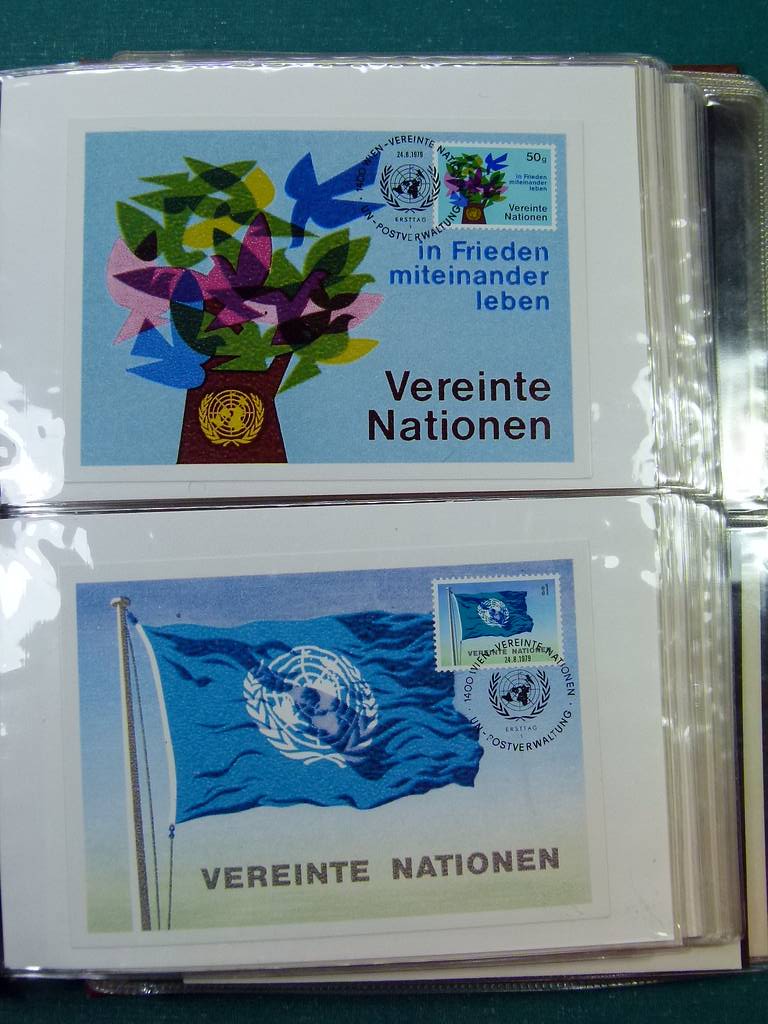 1400 WIEN-VEREINTE NATIONEN
24.8.1979
ERSTTAG
1
UN-POSTVERWALTUNG
50g
in Frieden
miteinander
leben
Vereinte
Nationen
in Frieden
miteinander
leben
Vereinte
Nationen
s1
VEREINTE NATIONEN
1400 WIEN-VEREINTE NATIONEN
24.8.1979
ERSTTAG
1
UN-POSTVERWALTUNG
VEREINTE NATIONEN